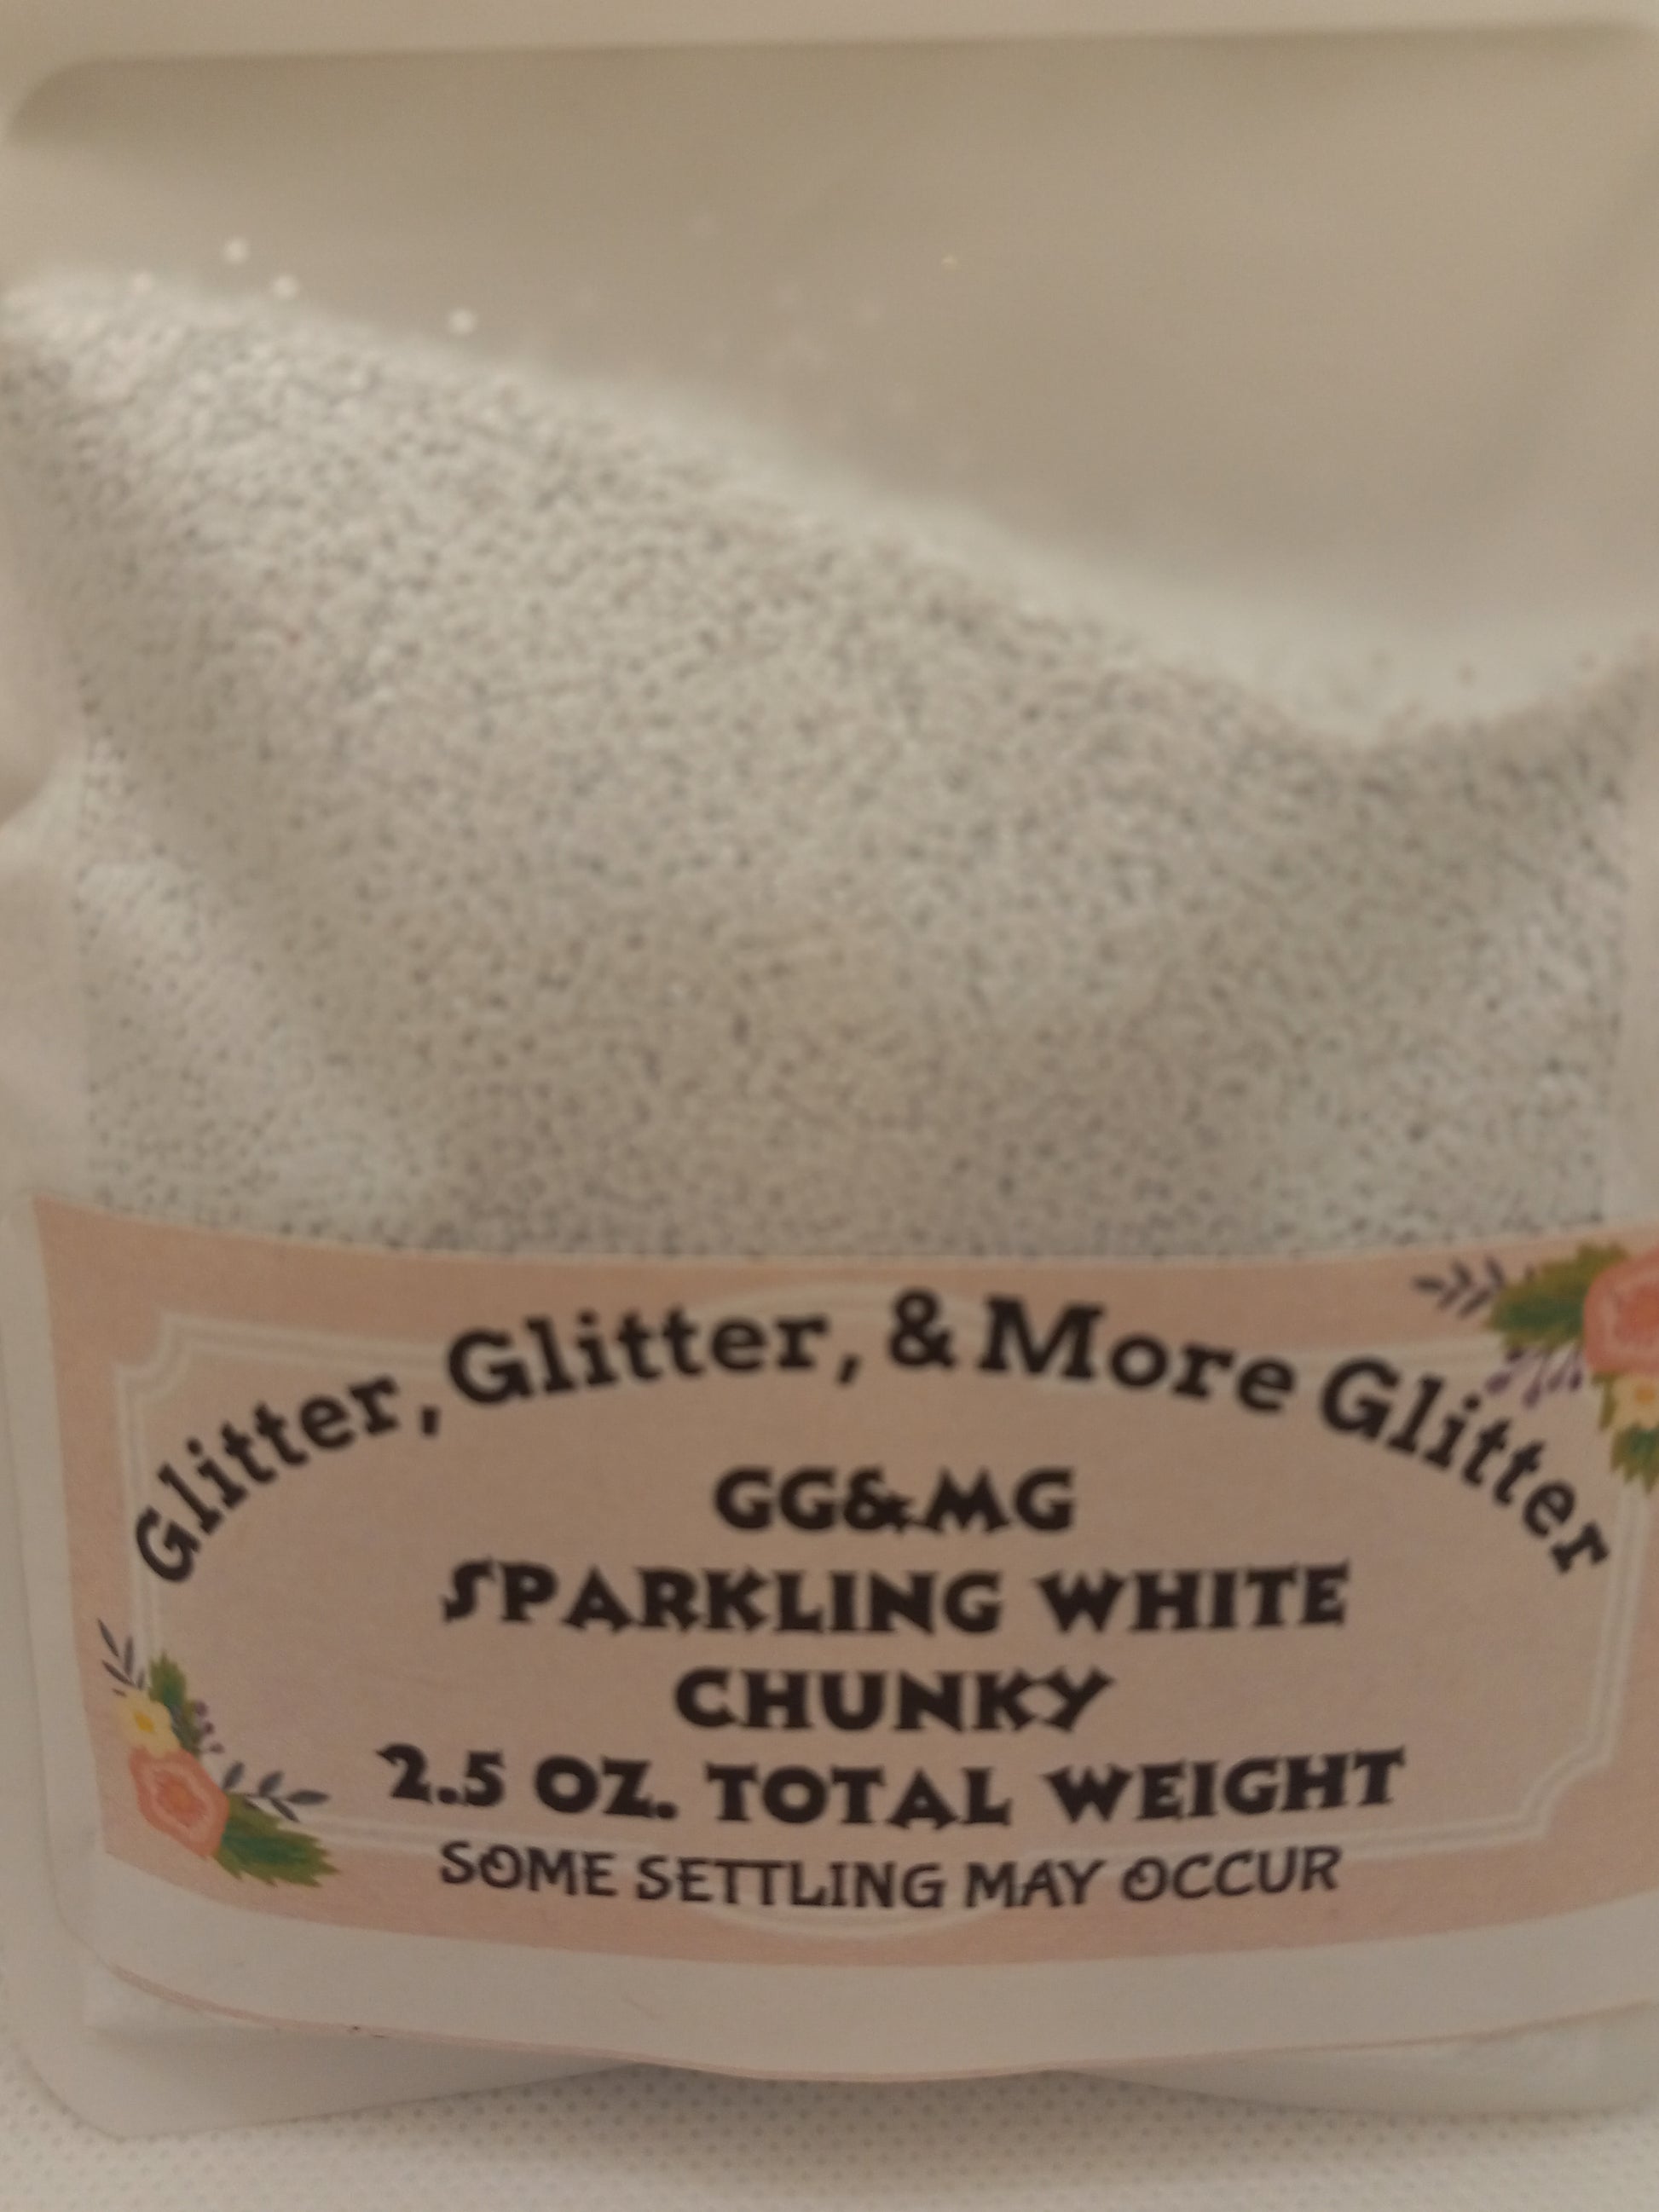 Glitter, Glitter, & More Glitter
GG&MG
SPARKLING WHITE
CHUNKY
2.5 OZ. TOTAL WEIGHT
SOME SETTLING MAY OCCUR